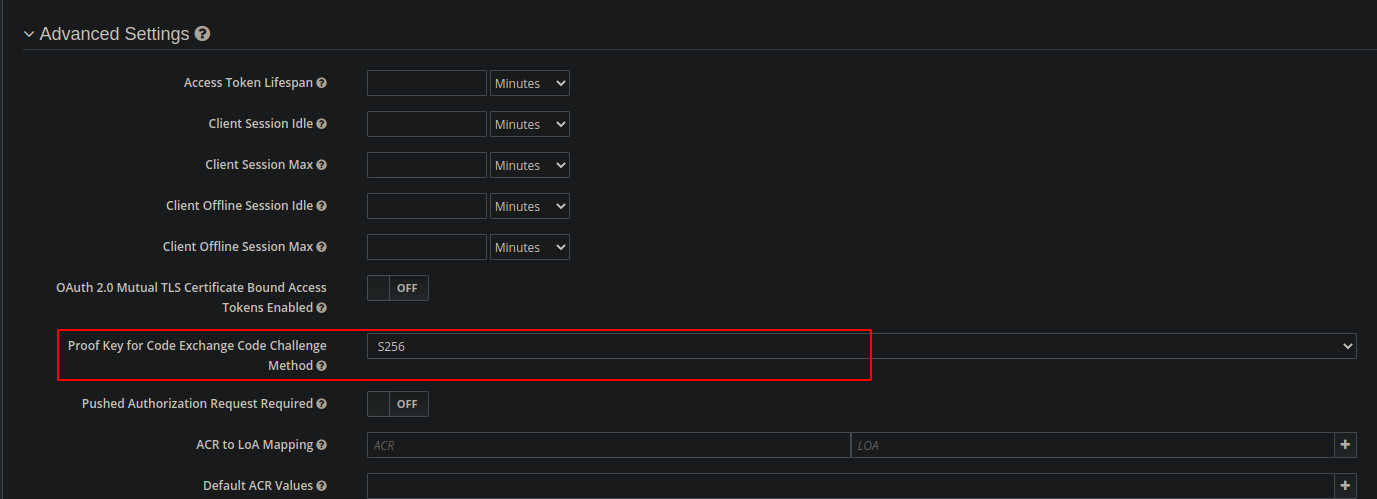 Advanced Settings
Access Token Lifespan Minutes
Client Session Idle Minutes
Client Session Max Minutes
Client Offline Session Idle Minutes
Client Offline Session Max Minutes
OAuth 2.0 Mutual TLS Certificate Bound Access OFF
Tokens Enabled
Proof Key for Code Exchange Code Challenge S256
Method
Pushed Authorization Request Required OFF
ACR to LoA Mapping ACR LOA
Default ACR Values